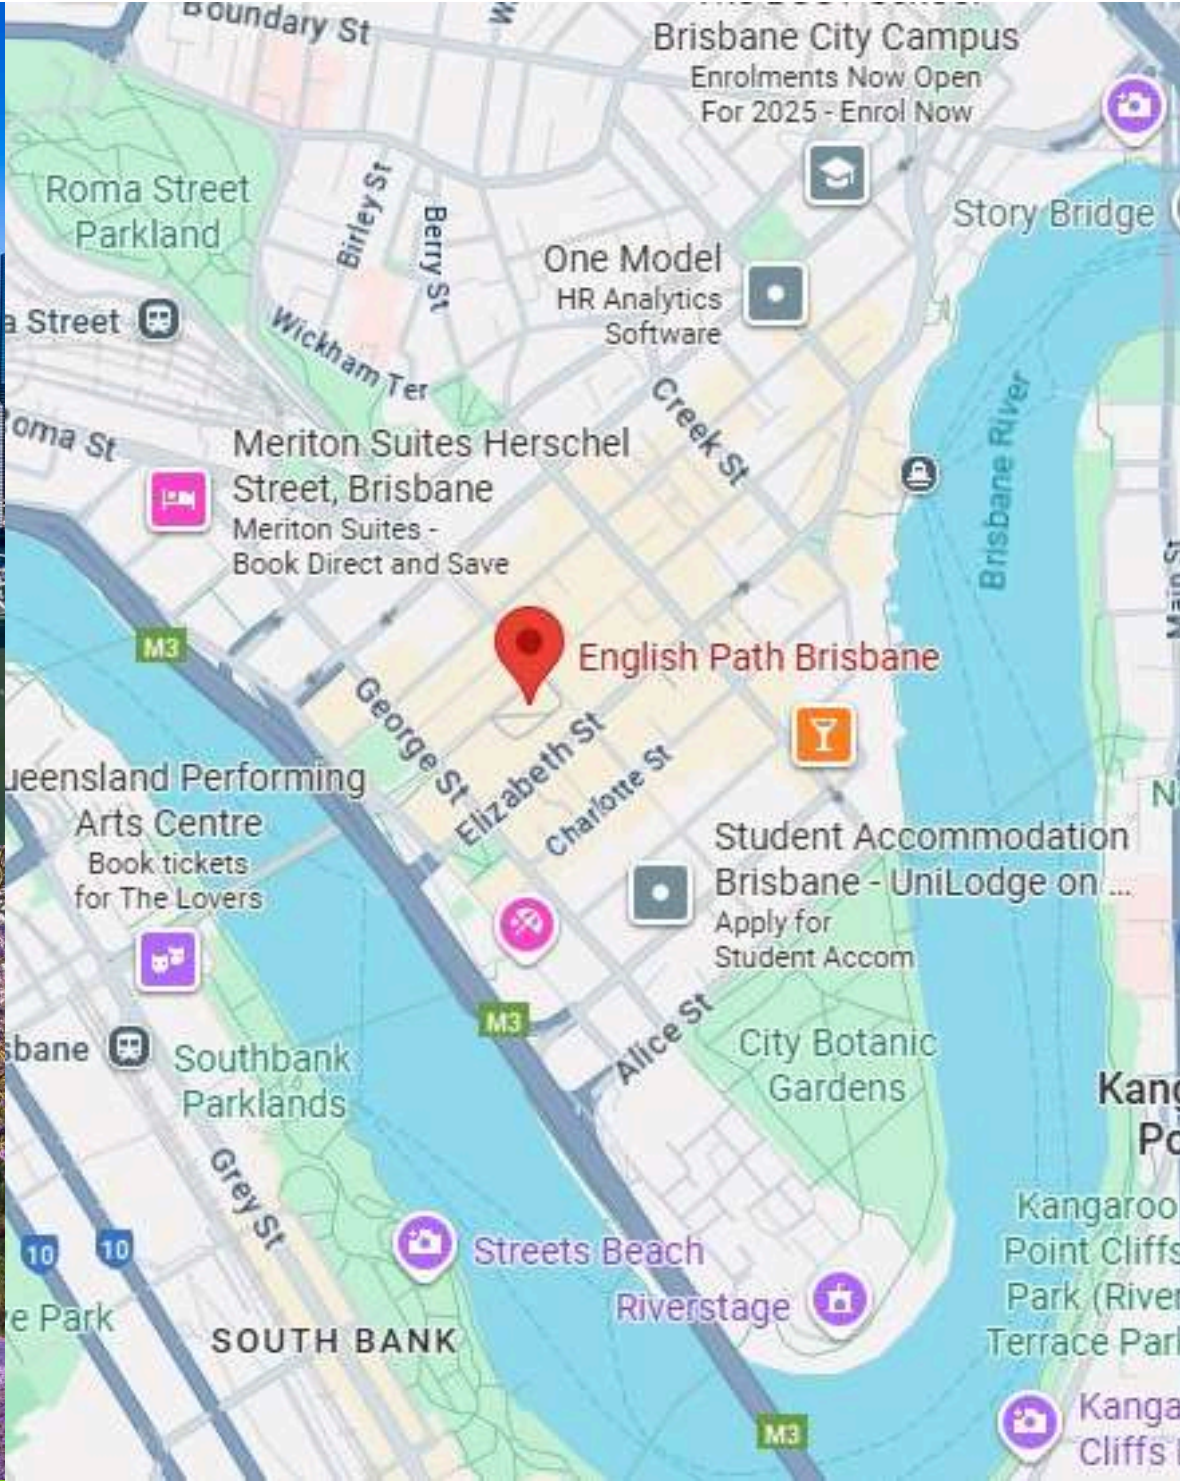 Boundary St
Brisbane City Campus
Enrolments Now Open
For 2025 - Enrol Now
Roma Street
Parkland
Birley St
Berry St
Story Bridge
One Model
HR Analytics
Software
a Street
Wickham Ter
Creek St
oma St
Meriton Suites Herschel
Street, Brisbane
Meriton Suites -
Book Direct and Save
Brisbane River
Main St
M3
English Path Brisbane
George St
Elizabeth St
Charlotte St
ueensland Performing
Arts Centre
Book tickets
for The Lovers
Student Accommodation
Brisbane - UniLodge on ...
Apply for
Student Accom
M3
Alice St
sbane
Southbank
Parklands
City Botanic
Gardens
Kang
Po
Grey St
10
10
Streets Beach
Riverstage
Kangaroo
Point Cliffs
Park (River
Terrace Park
e Park
SOUTH BANK
M3
Kanga
Cliffs